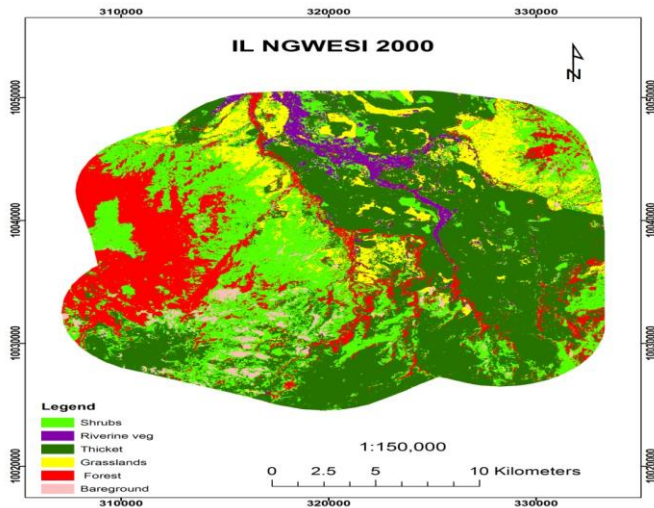 310000 320000 330000
IL NGWESI 2000
N
10050000 10050000
10040000 10040000
10030000 10030000
10020000 10020000
Legend
Shrubs
Riverine veg
Thicket
Grasslands
Forest
Bareground
1:150,000
0 2.5 5 10 Kilometers
310000 320000 330000